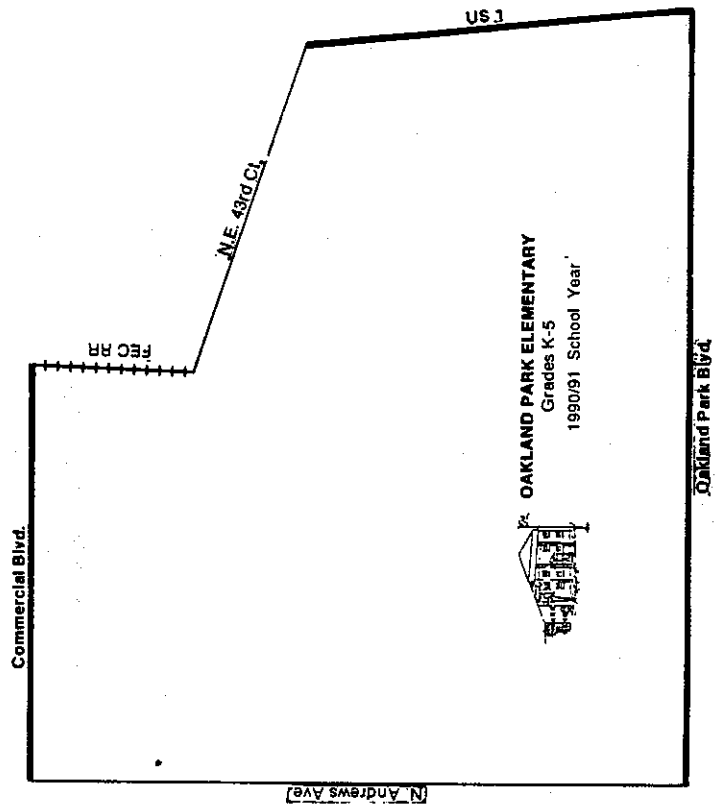 Commercial Blvd.
FEC RR
N.E. 43rd Ct.
US 1
OAKLAND PARK ELEMENTARY
Grades K-5
1990/91 School Year
N. Andrews Ave.
Oakland Park Blvd.